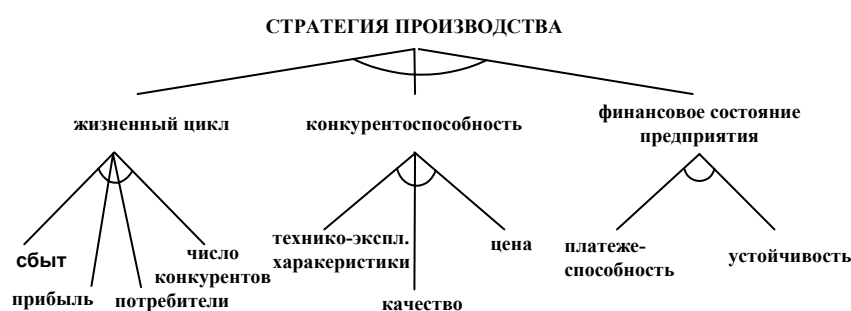 СТРАТЕГИЯ ПРОИЗВОДСТВА
жизненный цикл
конкурентоспособность
финансовое состояние
предприятия
сбыт
прибыль
потребители
число
конкурентов
технико-экспл.
харакеристики
качество
цена
платеже-
способность
устойчивость